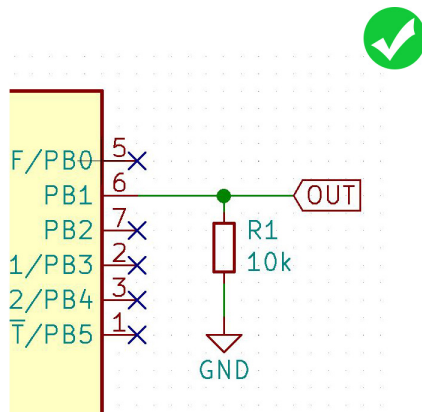 F/PB0 5
PB1 6 OUT
PB2 7 R1
1/PB3 2 10k
2/PB4 3
T/PB5 1
GND